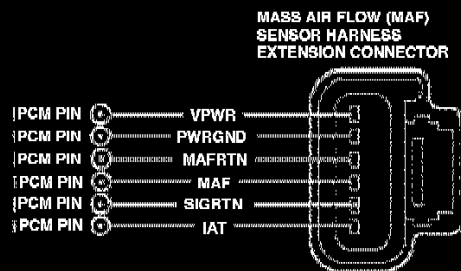 MASS AIR FLOW (MAF)
SENSOR HARNESS
EXTENSION CONNECTOR
PCM PIN VPWR
PCM PIN PWRGND
PCM PIN MAFRTN
PCM PIN MAF
PCM PIN SIGRTN
PCM PIN IAT